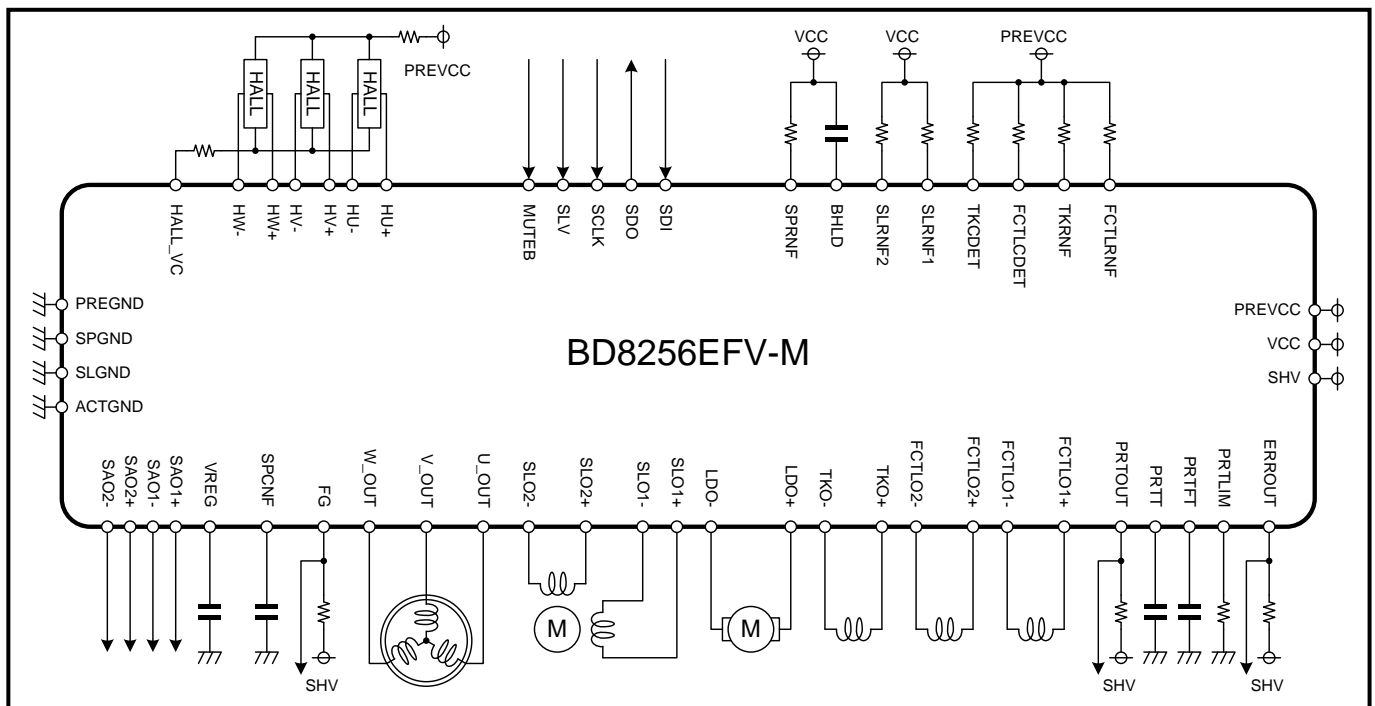 VCC VCC PREVCC
PREVCC
HALL HALL HALL
HALL_VC HW- HW+ HV- HV+ HU- HU+ MUTEB SLV SCLK SDO SDI SPRNF BHLD SLRNF2 SLRNF1 TKCDET FCTLCDET TKRNF FCTLRNF
PREGND
SPGND
SLGND
ACTGND
BD8256EFV-M
PREVCC
VCC
SHV
SAO2- SAO2+ SAO1- SAO1+ VREG SPCNF FG W_OUT V_OUT U_OUT SLO2- SLO2+ SLO1- SLO1+ LDO- LDO+ TKO- TKO+ FCTLO2- FCTLO2+ FCTLO1- FCTLO1+ PRTOUT PRTT PRTFT PRTLIM ERROUT
M M
SHV SHV SHV